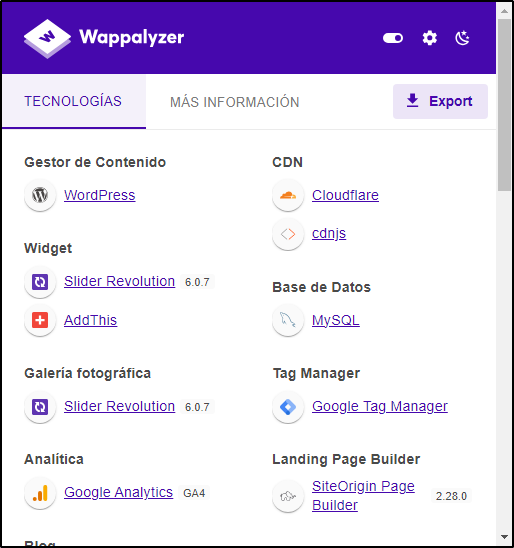 Wappalyzer
TECNOLOGÍAS
MÁS INFORMACIÓN
Export
Gestor de Contenido
WordPress
Widget
Slider Revolution 6.0.7
AddThis
Galería fotográfica
Slider Revolution 6.0.7
Analítica
Google Analytics GA4
Blog
CDN
Cloudflare
cdnjs
Base de Datos
MySQL
Tag Manager
Google Tag Manager
Landing Page Builder
SiteOrigin Page
Builder 2.28.0